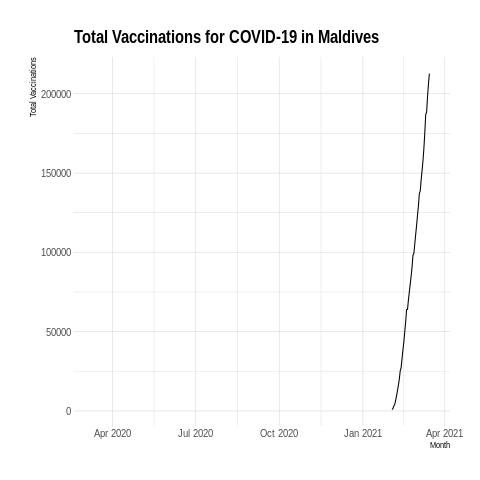 Total Vaccinations for COVID-19 in Maldives
Total Vaccinations
200000
150000
100000
50000
0
Apr 2020 Jul 2020 Oct 2020 Jan 2021 Apr 2021
Month